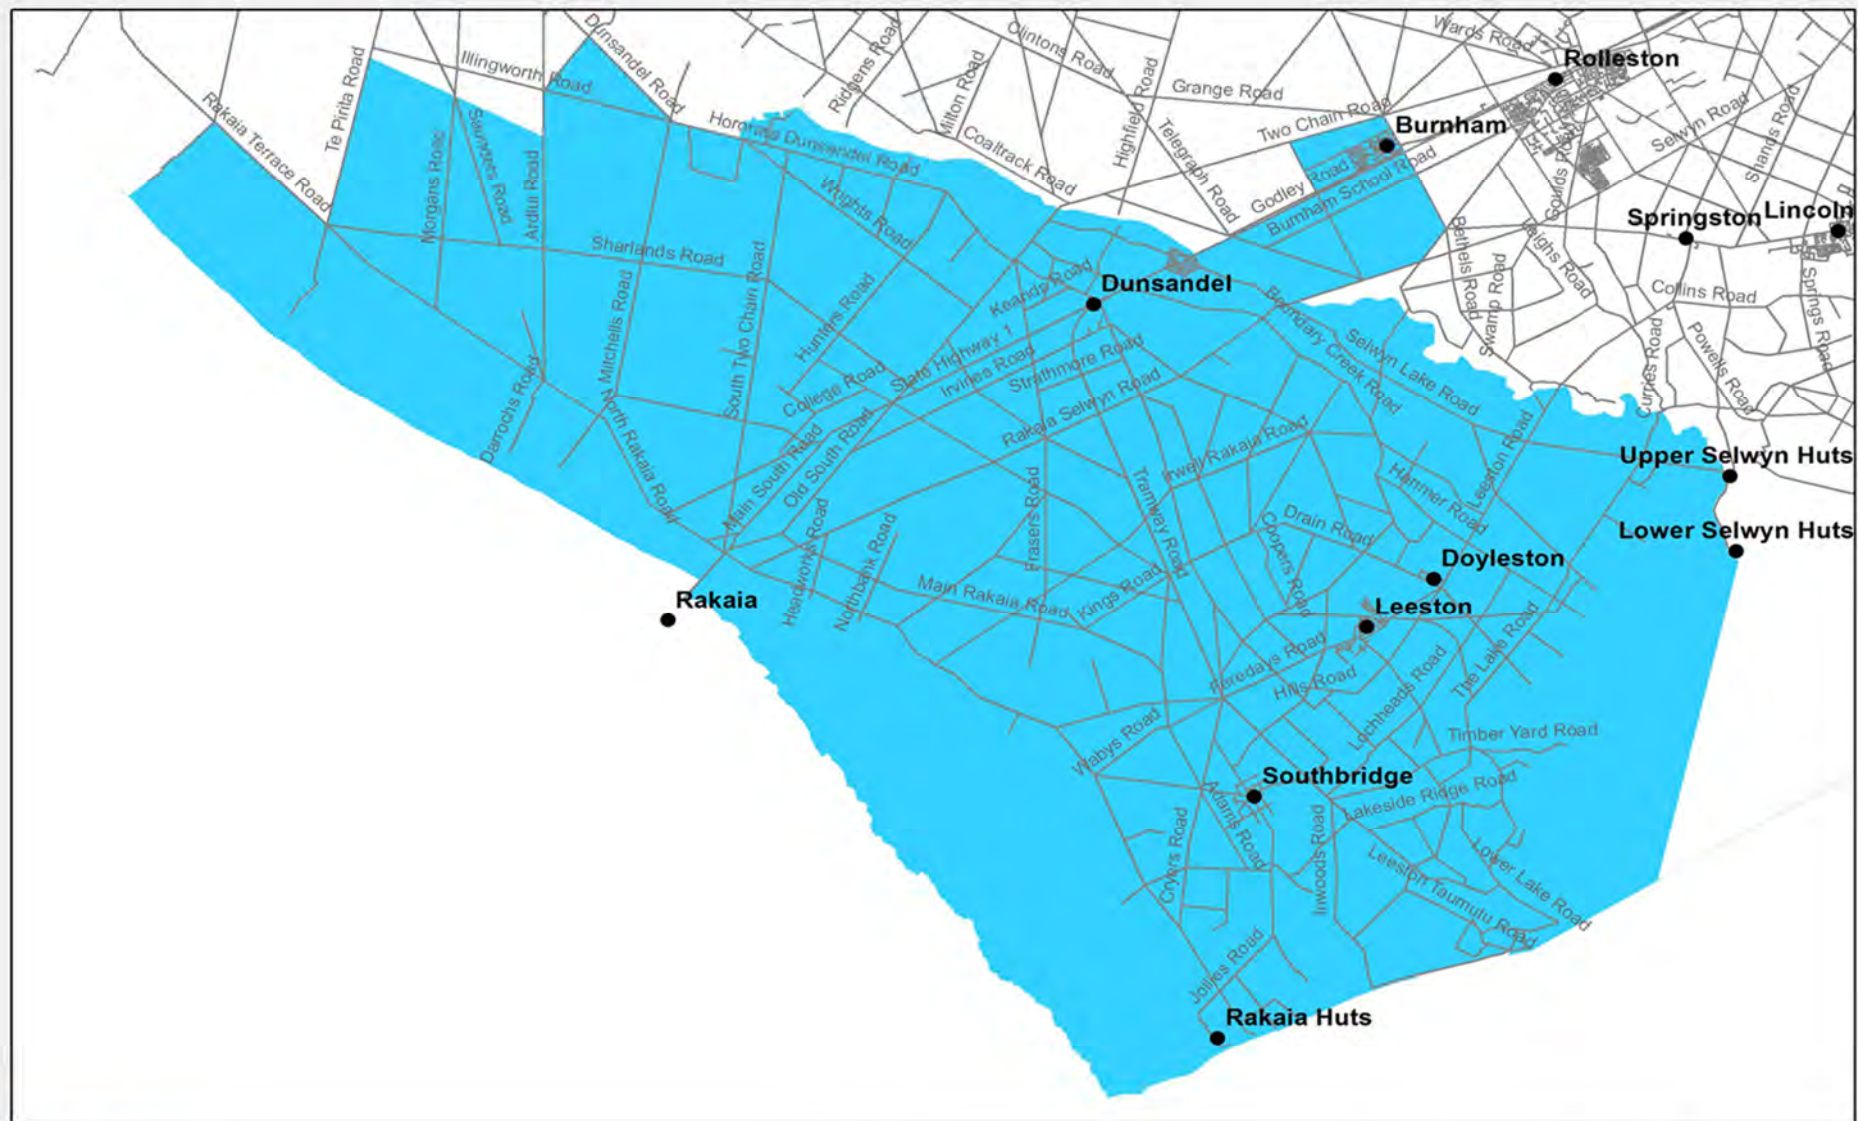 Wards Road
Rolleston
Clintons Road
Ridgens Road
Dunsandel Road
Illingworth Road
Te Pirita Road
Milton Road
Highfield Road
Grange Road
Two Chain Road
Burnham
Selwyn Road
Shands Road
Rakaia Terrace Road
Morgans Road
Saunders Road
Ardlui Road
Hororata Dunsandel Road
Coaltrack Road
Telegraph Road
Godley Road
Burnham School Road
Goulds Road
Springston
Lincoln
Wrights Road
Sharlands Road
Bethels Road
Leighs Road
Swamp Road
Collins Road
Springs Road
Keands Road
Dunsandel
Boundary Creek Road
Selwyn Lake Road
Mitchells Road
South Two Chain Road
Hunters Road
State Highway 1
Irvines Road
Strathmore Road
College Road
Rakaia Selwyn Road
Curries Road
Powells Road
Darrochs Road
North Rakaia Road
Main South Road
Old South Road
Irwell Rakaia Road
Leeston Road
Hanmer Road
Upper Selwyn Huts
Frasers Road
Tramway Road
Drain Road
Coopers Road
Lower Selwyn Huts
Headworks Road
Northbank Road
Main Rakaia Road
Kings Road
Doyleston
Rakaia
Leeston
Feredays Road
Hills Road
Lochheads Road
The Lake Road
Wabys Road
Timber Yard Road
Southbridge
Adams Road
Lakeside Ridge Road
Cryers Road
Inwoods Road
Leeston Taumutu Road
Lower Lake Road
Jollies Road
Rakaia Huts